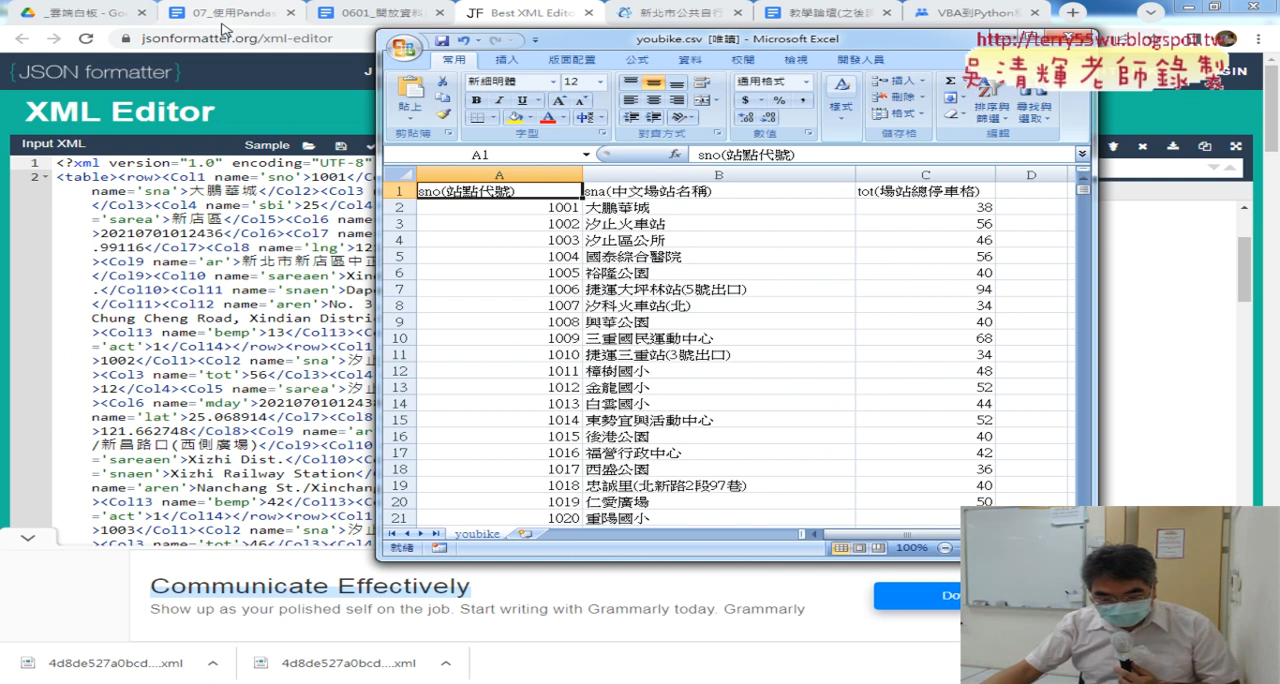 _雲端白板 - Go
07_使用Pandas
0601_開放資料
Best XML Edito
新北市公共自行
教學論壇(之後
VBA到Python
jsonformatter.org/xml-editor
http://terry55wu.blogspot.tw
吳清輝老師錄製
{JSON formatter}
XML Editor
Input XML
Sample
1 <?xml version="1.0" encoding="UTF-8"
2 <table><row><Col1 name='sno'>1001</Col1><Col2
name='sna'>大鵬華城</Col2><Col3
</Col3><Col4 name='sbi'>25</Col4
='sarea'>新店區</Col5><Col6
>20210701012436</Col6><Col7
.99116</Col7><Col8 name='lng'>12
><Col9 name='ar'>新北市新店區中正
</Col9><Col10 name='sareaen'>Xin
.</Col10><Col11 name='snaen'>Dap
</Col11><Col12 name='aren'>No. 3
Chung Cheng Road, Xindian Distri
><Col13 name='bemp'>13</Col13><C
='act'>1</Col14></row><row><Col1
>1002</Col1><Col2 name='sna'>汐止
><Col3 name='tot'>56</Col3><Col4
>12</Col4><Col5 name='sarea'>汐止
><Col6 name='mday'>2021070101243
name='lat'>25.068914</Col7><Col8
>121.662748</Col8><Col9 name='ar
/新昌路口(西側廣場)</Col9><Col10
='sareaen'>Xizhi Dist.</Col10><C
='snaen'>Xizhi Railway Station</
name='aren'>Nanchang St./Xinchan
><Col13 name='bemp'>42</Col13><C
='act'>1</Col14></row><row><Col1
>1003</Col1><Col2 name='sna'>汐止
><Col3 name='tot'>46</Col3><Col4
youbike.csv [唯讀] - Microsoft Excel
常用 插入 版面配置 公式 資料 校閱 檢視 開發人員
貼上
新細明體 12
B I U
通用格式
樣式
插入
刪除
格式
排序與篩選
尋找與選取
剪貼簿 字型 對齊方式 數值 儲存格 編輯
A1 fx sno(站點代號)
A B C D
1 sno(站點代號) sna(中文場站名稱) tot(場站總停車格)
2 1001 大鵬華城 38
3 1002 汐止火車站 56
4 1003 汐止區公所 46
5 1004 國泰綜合醫院 56
6 1005 裕隆公園 40
7 1006 捷運大坪林站(5號出口) 94
8 1007 汐科火車站(北) 34
9 1008 興華公園 40
10 1009 三重國民運動中心 68
11 1010 捷運三重站(3號出口) 34
12 1011 樟樹國小 48
13 1012 金龍國小 52
14 1013 白雲國小 44
15 1014 東勢宜興活動中心 52
16 1015 後港公園 40
17 1016 福營行政中心 42
18 1017 西盛公園 36
19 1018 忠誠里(北新路2段97巷) 40
20 1019 仁愛廣場 50
21 1020 重陽國小
youbike
就緒 100%
Communicate Effectively
Show up as your polished self on the job. Start writing with Grammarly today. Grammarly
Do
4d8de527a0bcd....xml
4d8de527a0bcd....xml